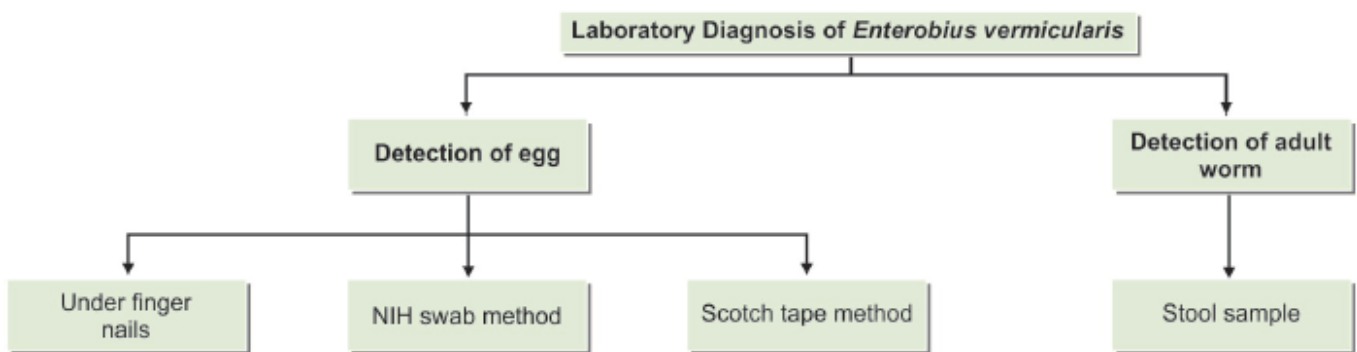 Laboratory Diagnosis of Enterobius vermicularis
Detection of egg
Detection of adult
worm
Under finger
nails
NIH swab method
Scotch tape method
Stool sample